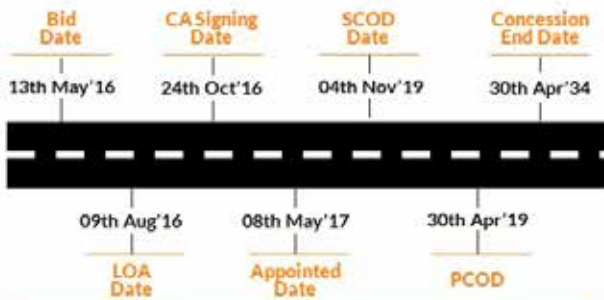 Bid
Date
CA Signing
Date
SCOD
Date
Concession
End Date
13th May'16
24th Oct'16
04th Nov'19
30th Apr'34
09th Aug'16
08th May'17
30th Apr'19
LOA
Date
Appointed
Date
PCOD